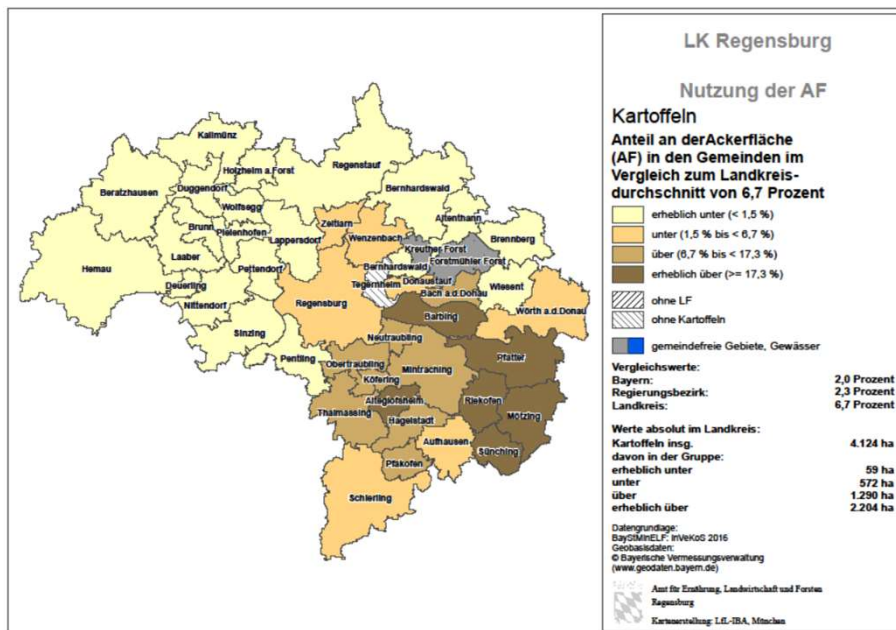 LK Regensburg
Nutzung der AF
Kartoffeln
Anteil an derAckerfläche
(AF) in den Gemeinden im
Vergleich zum Landkreis-
durchschnitt von 6,7 Prozent
erheblich unter (< 1,5 %)
unter (1,5 % bis < 6,7 %)
über (6,7 % bis < 17,3 %)
erheblich über (>= 17,3 %)
ohne LF
ohne Kartoffeln
gemeindefreie Gebiete, Gewässer
Vergleichswerte:
Bayern: 2,0 Prozent
Regierungsbezirk: 2,3 Prozent
Landkreis: 6,7 Prozent
Werte absolut im Landkreis:
Kartoffeln insg. 4.124 ha
davon in der Gruppe:
erheblich unter 59 ha
unter 572 ha
über 1.290 ha
erheblich über 2.204 ha
Datengrundlage:
BayStMinELF: InVeKoS 2016
Geobasisdaten:
© Bayerische Vermessungsverwaltung
(www.geodaten.bayern.de)
Amt für Ernährung, Landwirtschaft und Forsten
Regensburg
Kartenerstellung: LfL-IBA, München
Kallmünz
Holzheim a.Forst
Regenstauf
Beratzhausen
Duggendorf
Bernhardswald
Wolfsegg
Altenthann
Brunn
Pielenhofen
Zeitlarn
Lappersdorf
Wenzenbach
Brennberg
Kreuther Forst
Laaber
Forstmühler Forst
Hemau
Pettendorf
Bernhardswald
Deuerling
Tegernheim
Donaustauf
Wiesent
Bach a.d.Donau
Nittendorf
Regensburg
Wörth a.d.Donau
Barbing
Sinzing
Neutraubling
Pentling
Obertraubling
Pfatter
Mintraching
Köfering
Alteglofsheim
Riekofen
Thalmassing
Mötzing
Hagelstadt
Aufhausen
Sünching
Pfakofen
Schierling